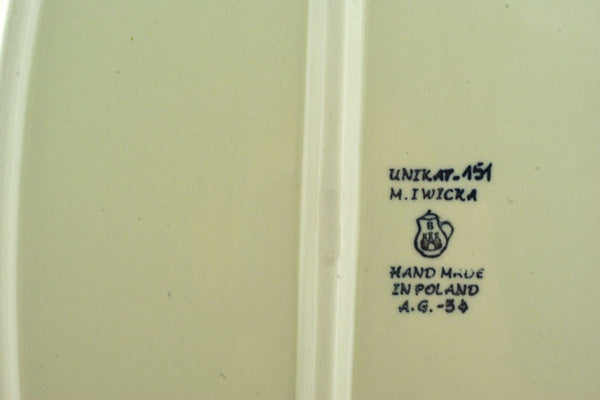 UNIKAT-151
M. IWICKA
B
HAND MADE
IN POLAND
A.G.-54